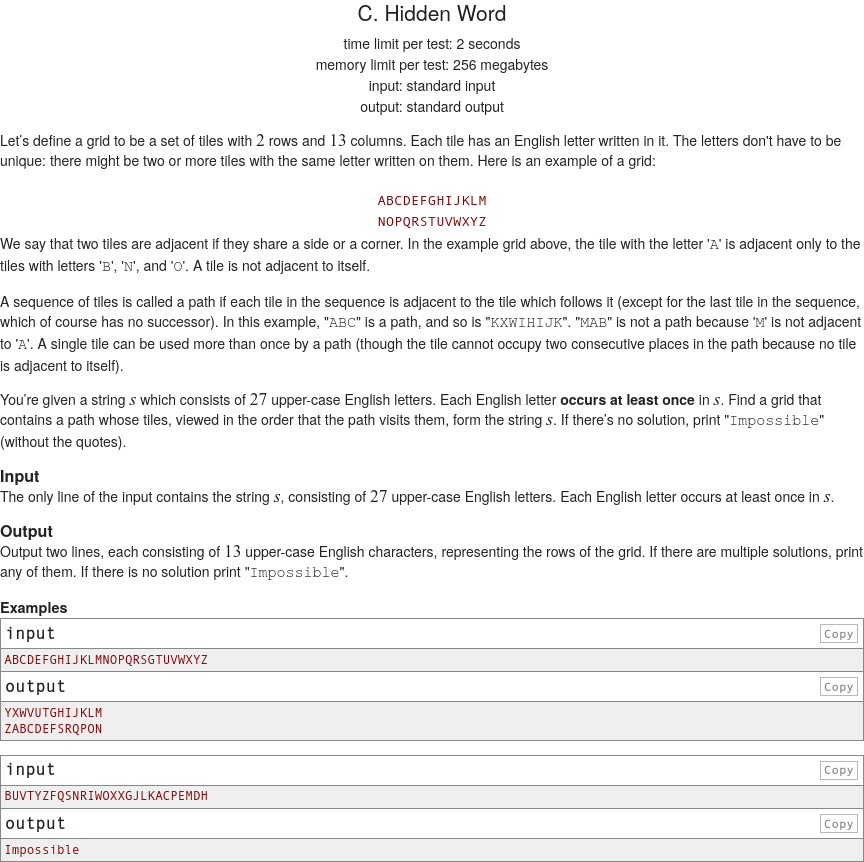 C. Hidden Word
time limit per test: 2 seconds
memory limit per test: 256 megabytes
input: standard input
output: standard output
Let's define a grid to be a set of tiles with 2 rows and 13 columns. Each tile has an English letter written in it. The letters don't have to be
unique: there might be two or more tiles with the same letter written on them. Here is an example of a grid:
ABCDEFGHIJKLM
NOPQRSTUVWXYZ
We say that two tiles are adjacent if they share a side or a corner. In the example grid above, the tile with the letter 'A' is adjacent only to the
tiles with letters 'B', 'N', and 'O'. A tile is not adjacent to itself.
A sequence of tiles is called a path if each tile in the sequence is adjacent to the tile which follows it (except for the last tile in the sequence,
which of course has no successor). In this example, "ABC" is a path, and so is "KXWIHIJK". "MAB" is not a path because 'M' is not adjacent
to 'A'. A single tile can be used more than once by a path (though the tile cannot occupy two consecutive places in the path because no tile
is adjacent to itself).
You're given a string s which consists of 27 upper-case English letters. Each English letter occurs at least once in s. Find a grid that
contains a path whose tiles, viewed in the order that the path visits them, form the string s. If there's no solution, print "Impossible"
(without the quotes).
Input
The only line of the input contains the string s, consisting of 27 upper-case English letters. Each English letter occurs at least once in s.
Output
Output two lines, each consisting of 13 upper-case English characters, representing the rows of the grid. If there are multiple solutions, print
any of them. If there is no solution print "Impossible".
Examples
input
Copy
ABCDEFGHIJKLMNOPQRSGTUVWXYZ
output
Copy
YXWVUTGHIJKLM
ZABCDEFSRQPON
input
Copy
BUVTYZFQSNRIWOXXGJLKACPEMDH
output
Copy
Impossible